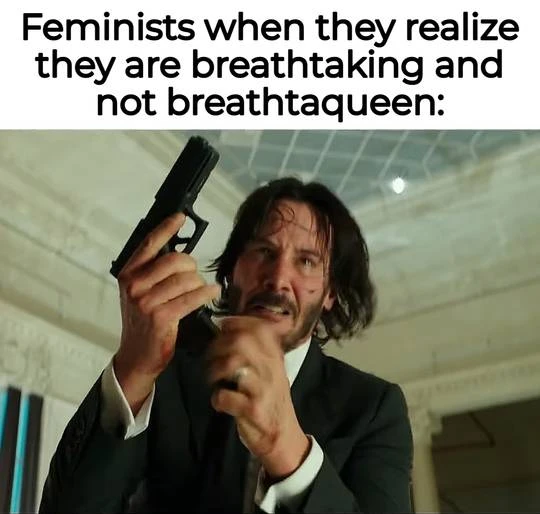 Feminists when they realize
they are breathtaking and
not breathtaqueen: